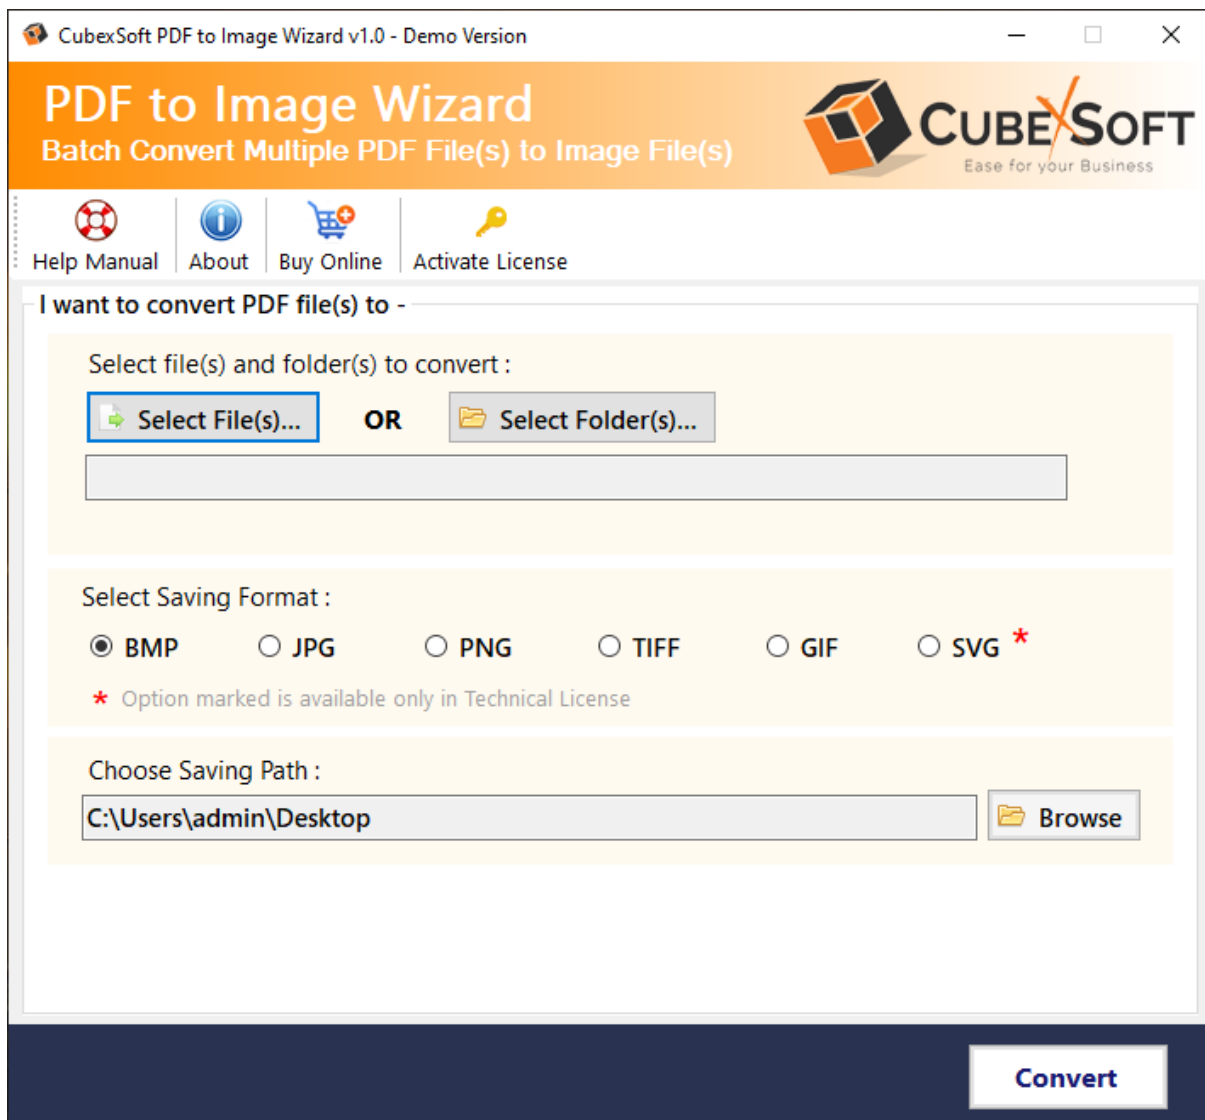 CubexSoft PDF to Image Wizard v1.0 - Demo Version
PDF to Image Wizard
Batch Convert Multiple PDF File(s) to Image File(s)
CUBEXSOFT
Ease for your Business
Help Manual About Buy Online Activate License
I want to convert PDF file(s) to -
Select file(s) and folder(s) to convert :
Select File(s)... OR Select Folder(s)...
Select Saving Format :
BMP JPG PNG TIFF GIF SVG *
* Option marked is available only in Technical License
Choose Saving Path :
C:\Users\admin\Desktop Browse
Convert